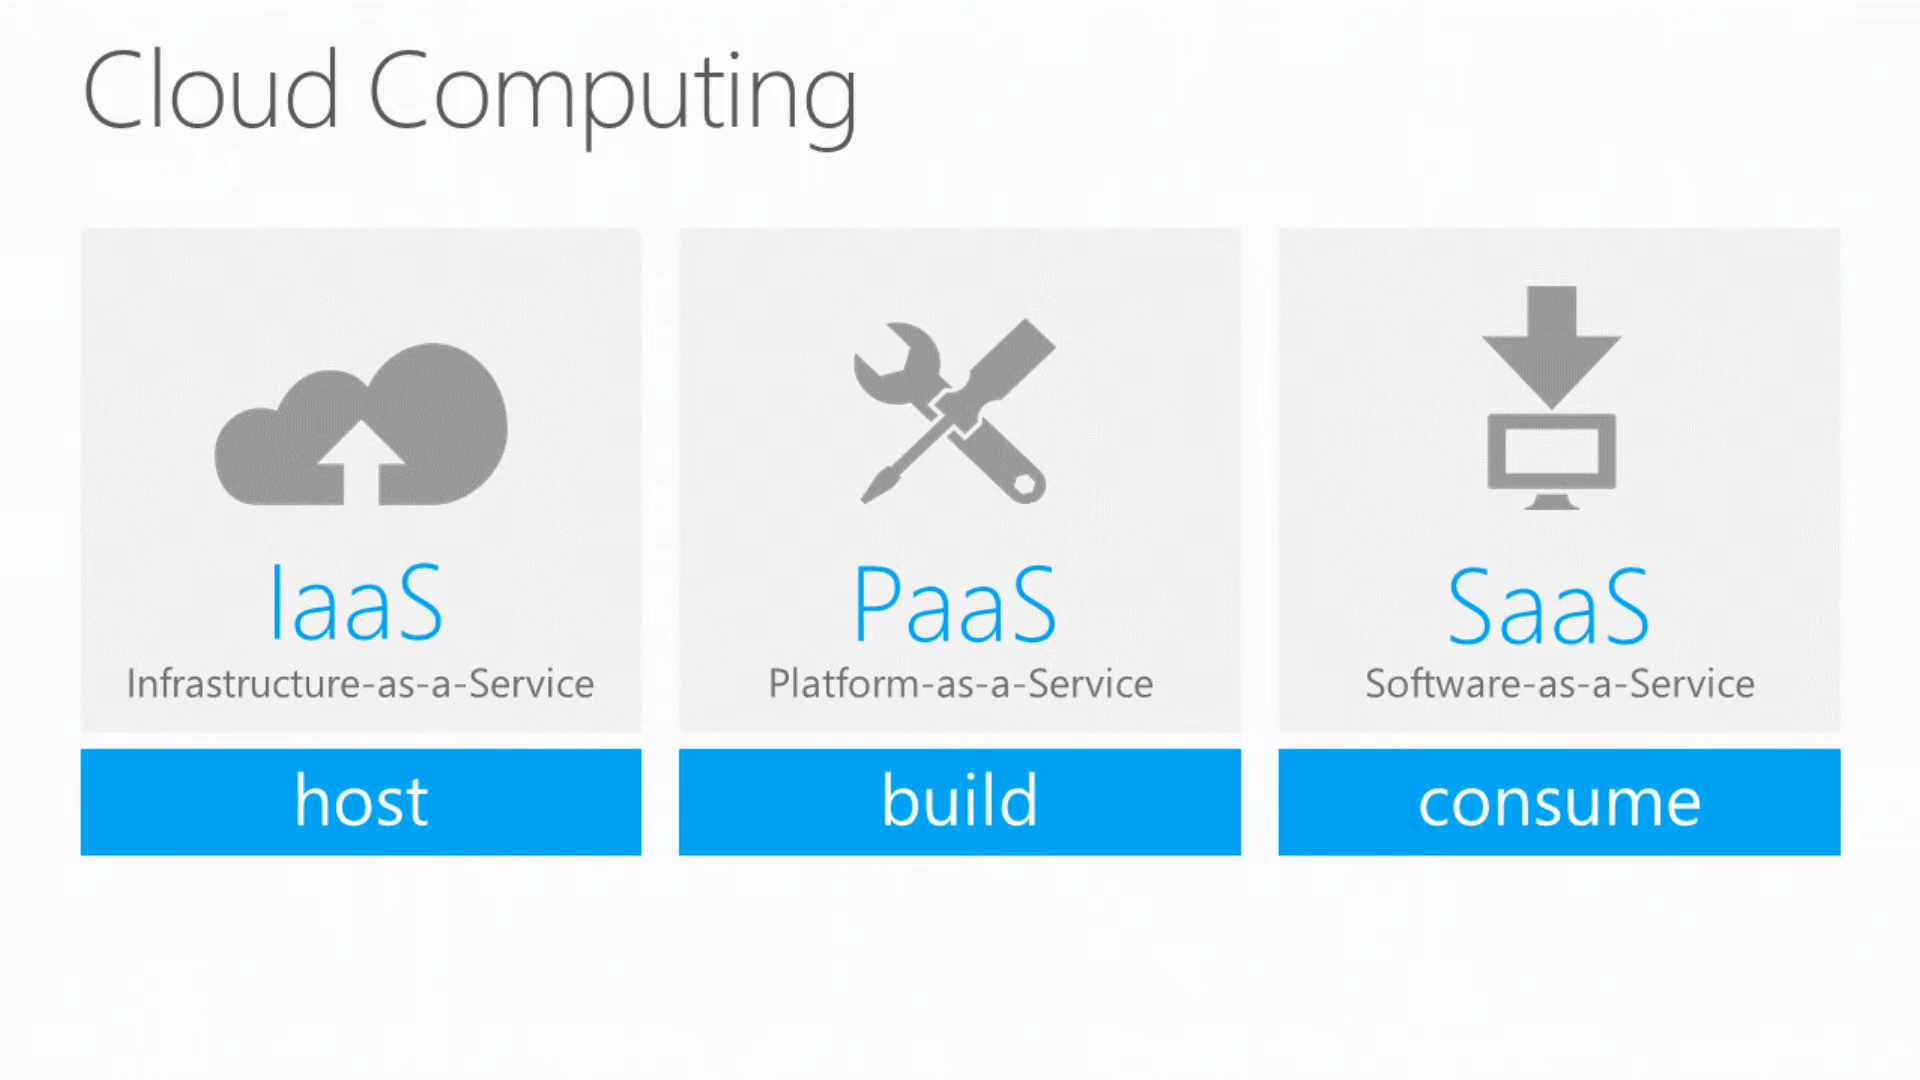 Cloud Computing
IaaS
Infrastructure-as-a-Service
host
PaaS
Platform-as-a-Service
build
SaaS
Software-as-a-Service
consume